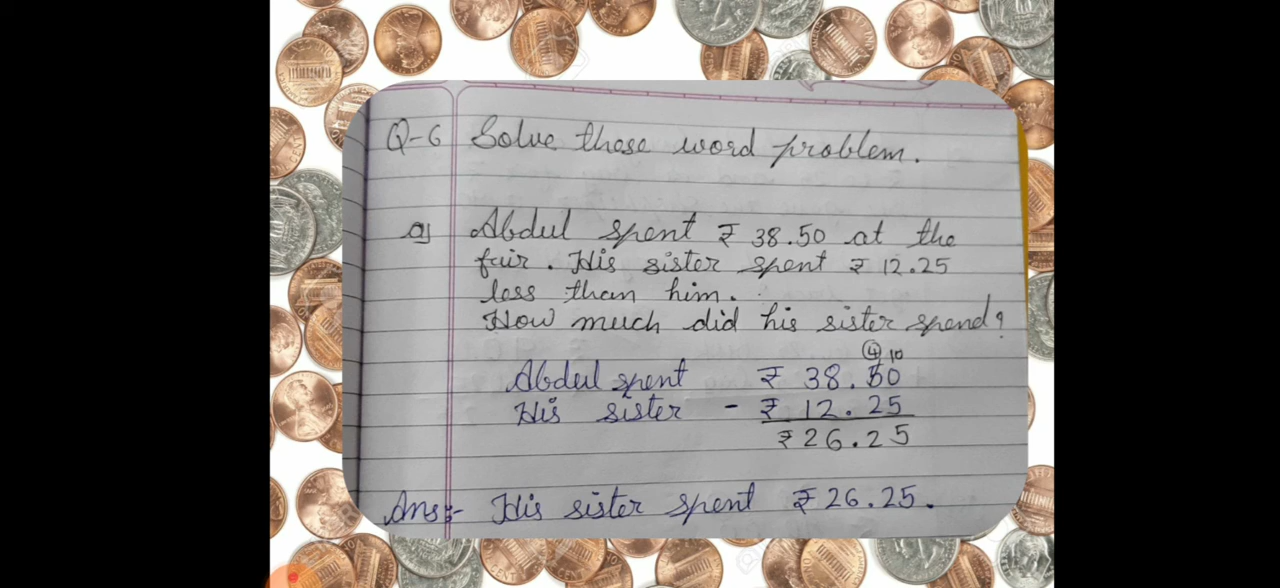 Q-6 Solve these word problem.
a) Abdul spent ₹ 38.50 at the
fair. His sister spent ₹ 12.25
less than him.
How much did his sister spend?
④ 10
Abdul spent ₹ 38.50
His sister - ₹ 12.25
₹ 26.25
Ans:- His sister spent ₹ 26.25.